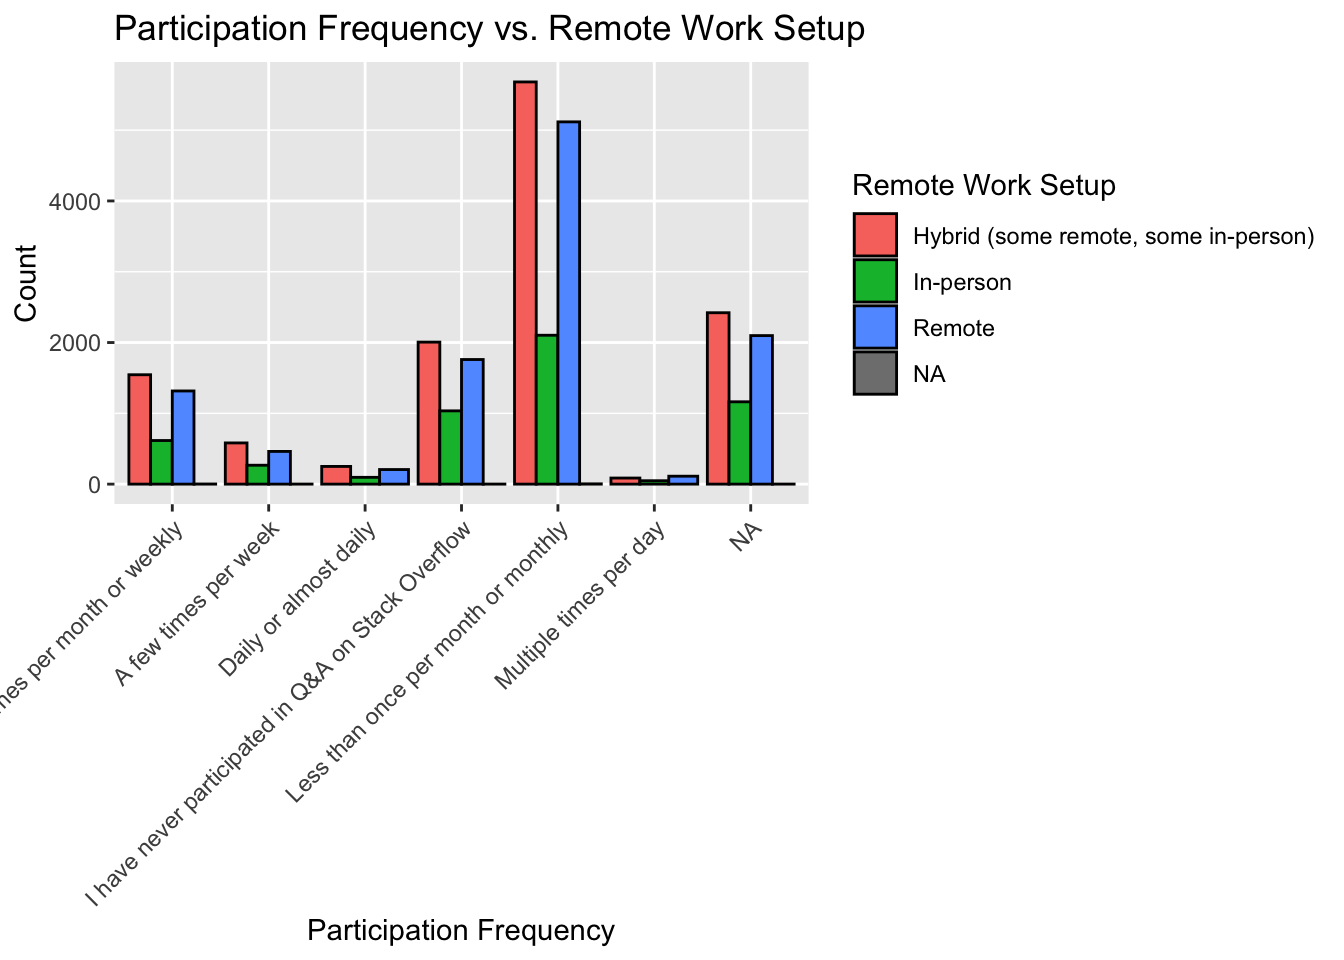 Participation Frequency vs. Remote Work Setup
Count
4000
2000
0
Remote Work Setup
Hybrid (some remote, some in-person)
In-person
Remote
NA
times per month or weekly
A few times per week
Daily or almost daily
I have never participated in Q&A on Stack Overflow
Less than once per month or monthly
Multiple times per day
NA
Participation Frequency